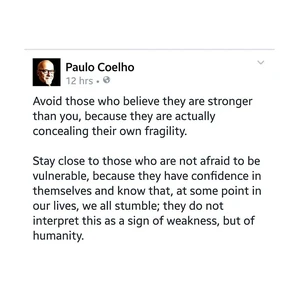 Paulo Coelho
12 hrs •
Avoid those who believe they are stronger
than you, because they are actually
concealing their own fragility.
Stay close to those who are not afraid to be
vulnerable, because they have confidence in
themselves and know that, at some point in
our lives, we all stumble; they do not
interpret this as a sign of weakness, but of
humanity.